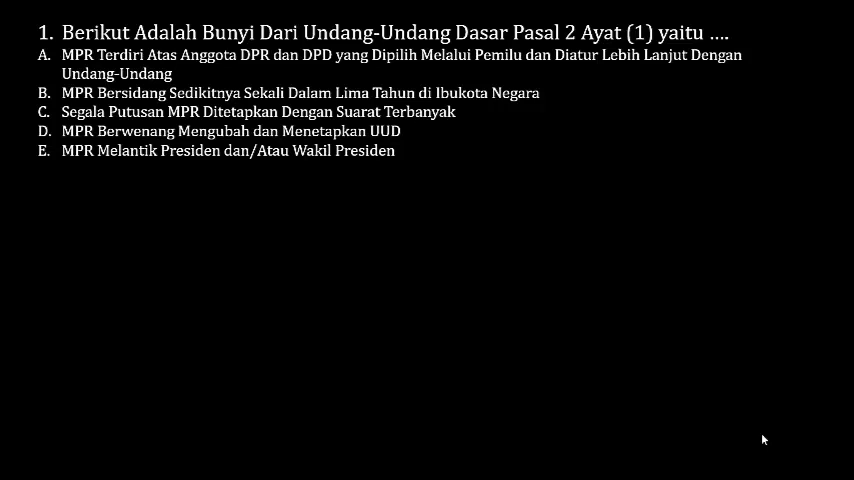 1. Berikut Adalah Bunyi Dari Undang-Undang Dasar Pasal 2 Ayat (1) yaitu ....
A. MPR Terdiri Atas Anggota DPR dan DPD yang Dipilih Melalui Pemilu dan Diatur Lebih Lanjut Dengan
Undang-Undang
B. MPR Bersidang Sedikitnya Sekali Dalam Lima Tahun di Ibukota Negara
C. Segala Putusan MPR Ditetapkan Dengan Suarat Terbanyak
D. MPR Berwenang Mengubah dan Menetapkan UUD
E. MPR Melantik Presiden dan/Atau Wakil Presiden